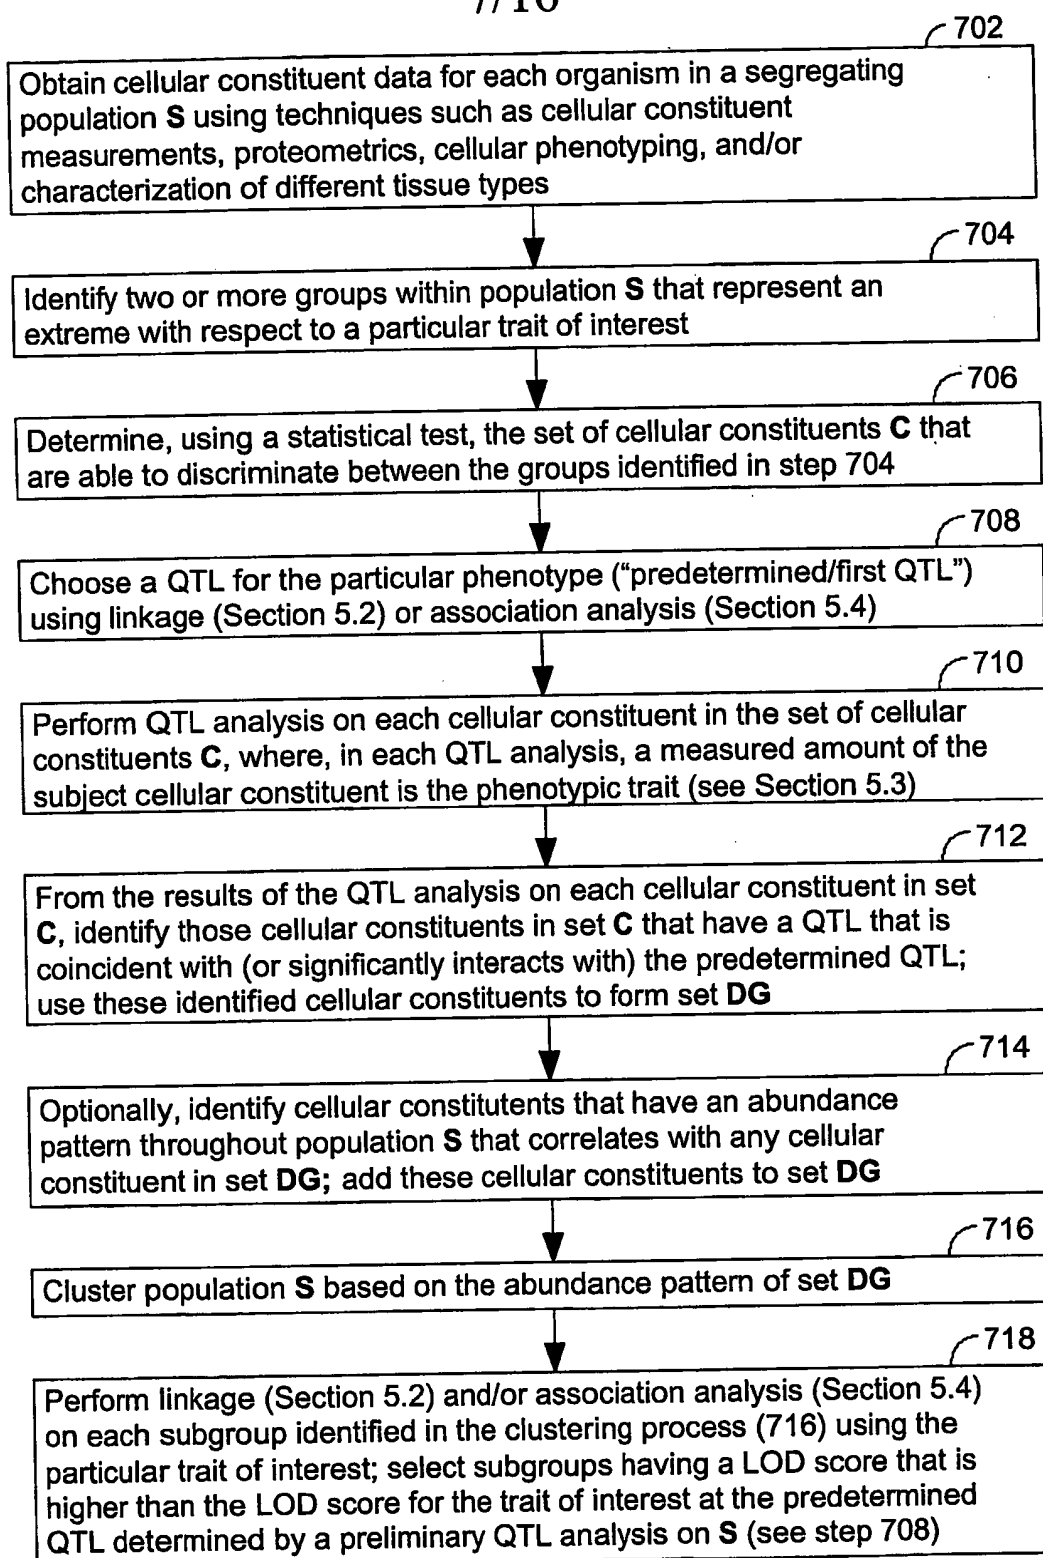 7/16
702
Obtain cellular constituent data for each organism in a segregating
population S using techniques such as cellular constituent
measurements, proteometrics, cellular phenotyping, and/or
characterization of different tissue types
704
Identify two or more groups within population S that represent an
extreme with respect to a particular trait of interest
706
Determine, using a statistical test, the set of cellular constituents C that
are able to discriminate between the groups identified in step 704
708
Choose a QTL for the particular phenotype (“predetermined/first QTL”)
using linkage (Section 5.2) or association analysis (Section 5.4)
710
Perform QTL analysis on each cellular constituent in the set of cellular
constituents C, where, in each QTL analysis, a measured amount of the
subject cellular constituent is the phenotypic trait (see Section 5.3)
712
From the results of the QTL analysis on each cellular constituent in set
C, identify those cellular constituents in set C that have a QTL that is
coincident with (or significantly interacts with) the predetermined QTL;
use these identified cellular constituents to form set DG
714
Optionally, identify cellular constitutents that have an abundance
pattern throughout population S that correlates with any cellular
constituent in set DG; add these cellular constituents to set DG
716
Cluster population S based on the abundance pattern of set DG
718
Perform linkage (Section 5.2) and/or association analysis (Section 5.4)
on each subgroup identified in the clustering process (716) using the
particular trait of interest; select subgroups having a LOD score that is
higher than the LOD score for the trait of interest at the predetermined
QTL determined by a preliminary QTL analysis on S (see step 708)